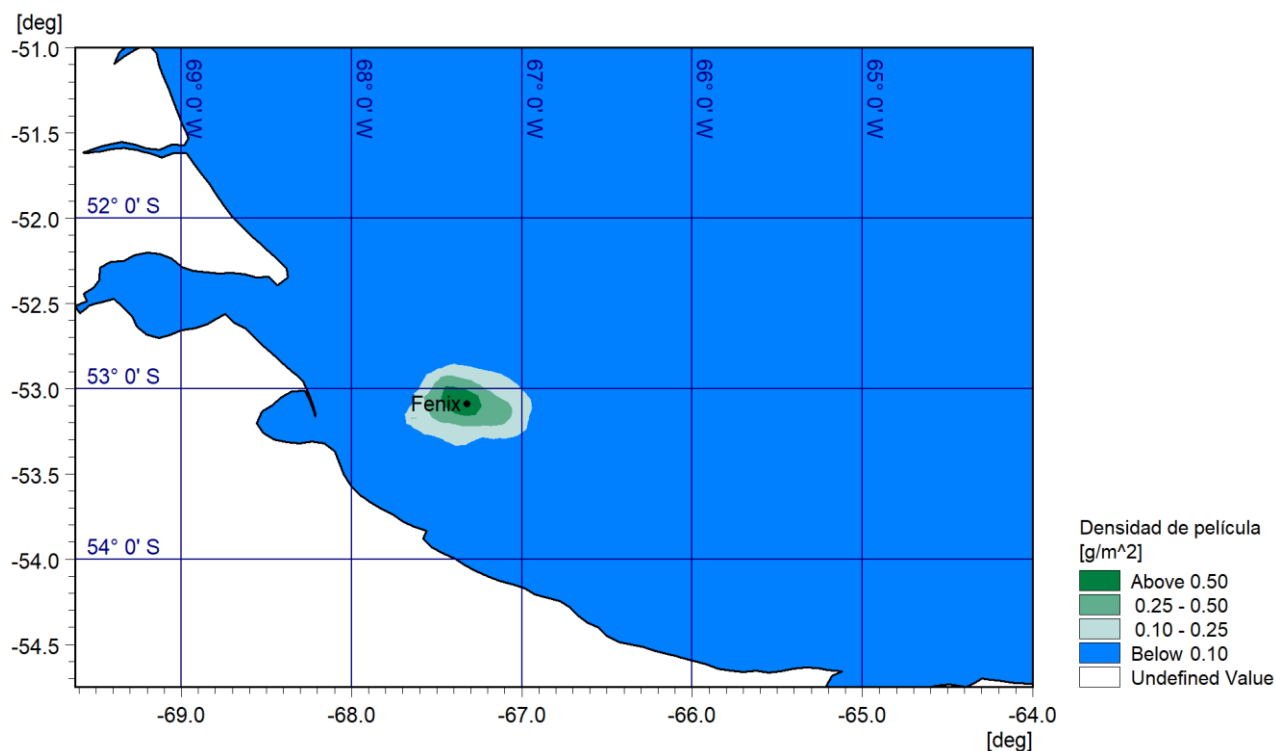 [deg]
-51.0
-51.5
-52.0
-52.5
-53.0
-53.5
-54.0
-54.5
69° 0' W
68° 0' W
67° 0' W
66° 0' W
65° 0' W
52° 0' S
53° 0' S
54° 0' S
Fenix
-69.0
-68.0
-67.0
-66.0
-65.0
-64.0
[deg]
Densidad de película
[g/m^2]
Above 0.50
0.25 - 0.50
0.10 - 0.25
Below 0.10
Undefined Value